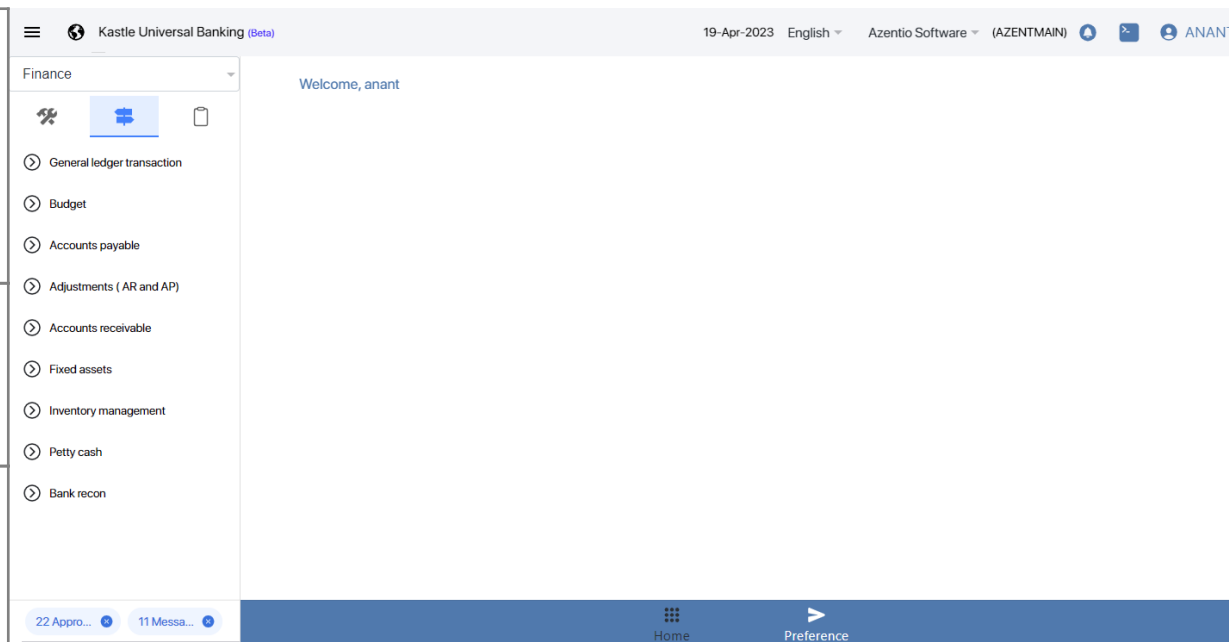 Kastle Universal Banking (Beta)
19-Apr-2023 English Azentio Software (AZENTMAIN) ANANT
Finance
Welcome, anant
General ledger transaction
Budget
Accounts payable
Adjustments ( AR and AP)
Accounts receivable
Fixed assets
Inventory management
Petty cash
Bank recon
22 Appro... 11 Messa...
Home Preference